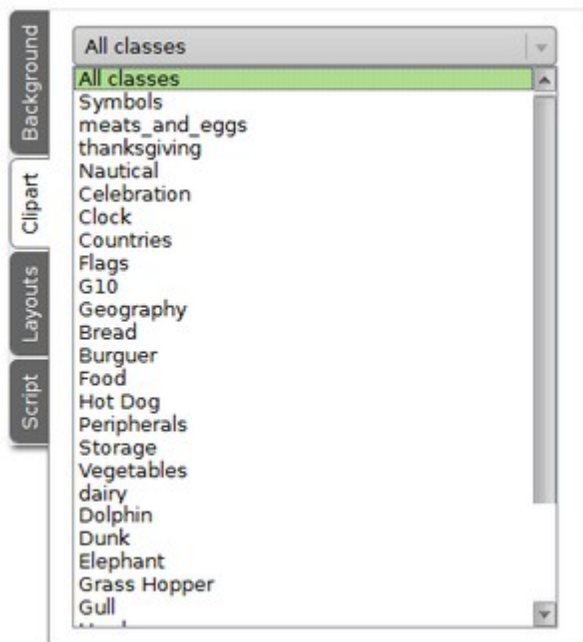 Background
Clipart
Layouts
Script
All classes
All classes
Symbols
meats_and_eggs
thanksgiving
Nautical
Celebration
Clock
Countries
Flags
G10
Geography
Bread
Burguer
Food
Hot Dog
Peripherals
Storage
Vegetables
dairy
Dolphin
Dunk
Elephant
Grass Hopper
Gull